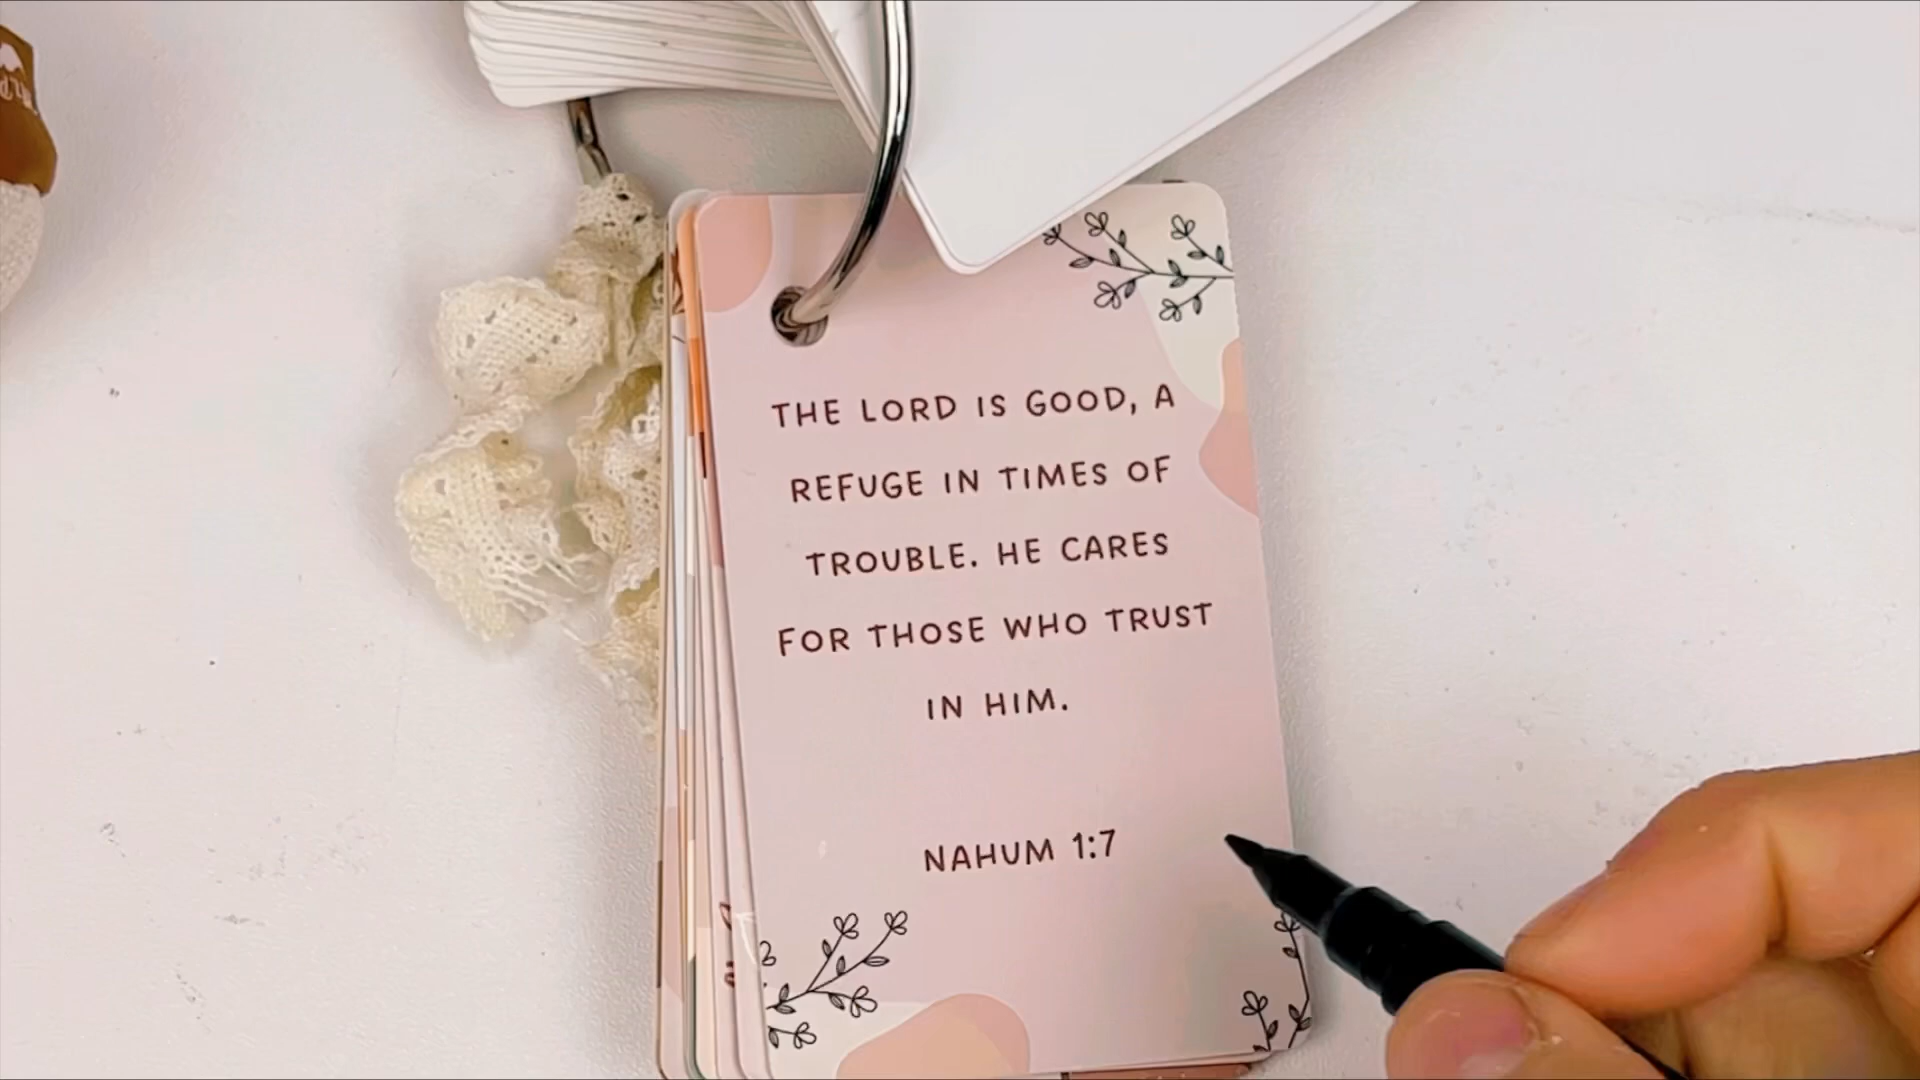 THE LORD IS GOOD, A
REFUGE IN TIMES OF
TROUBLE. HE CARES
FOR THOSE WHO TRUST
IN HIM.
NAHUM 1:7